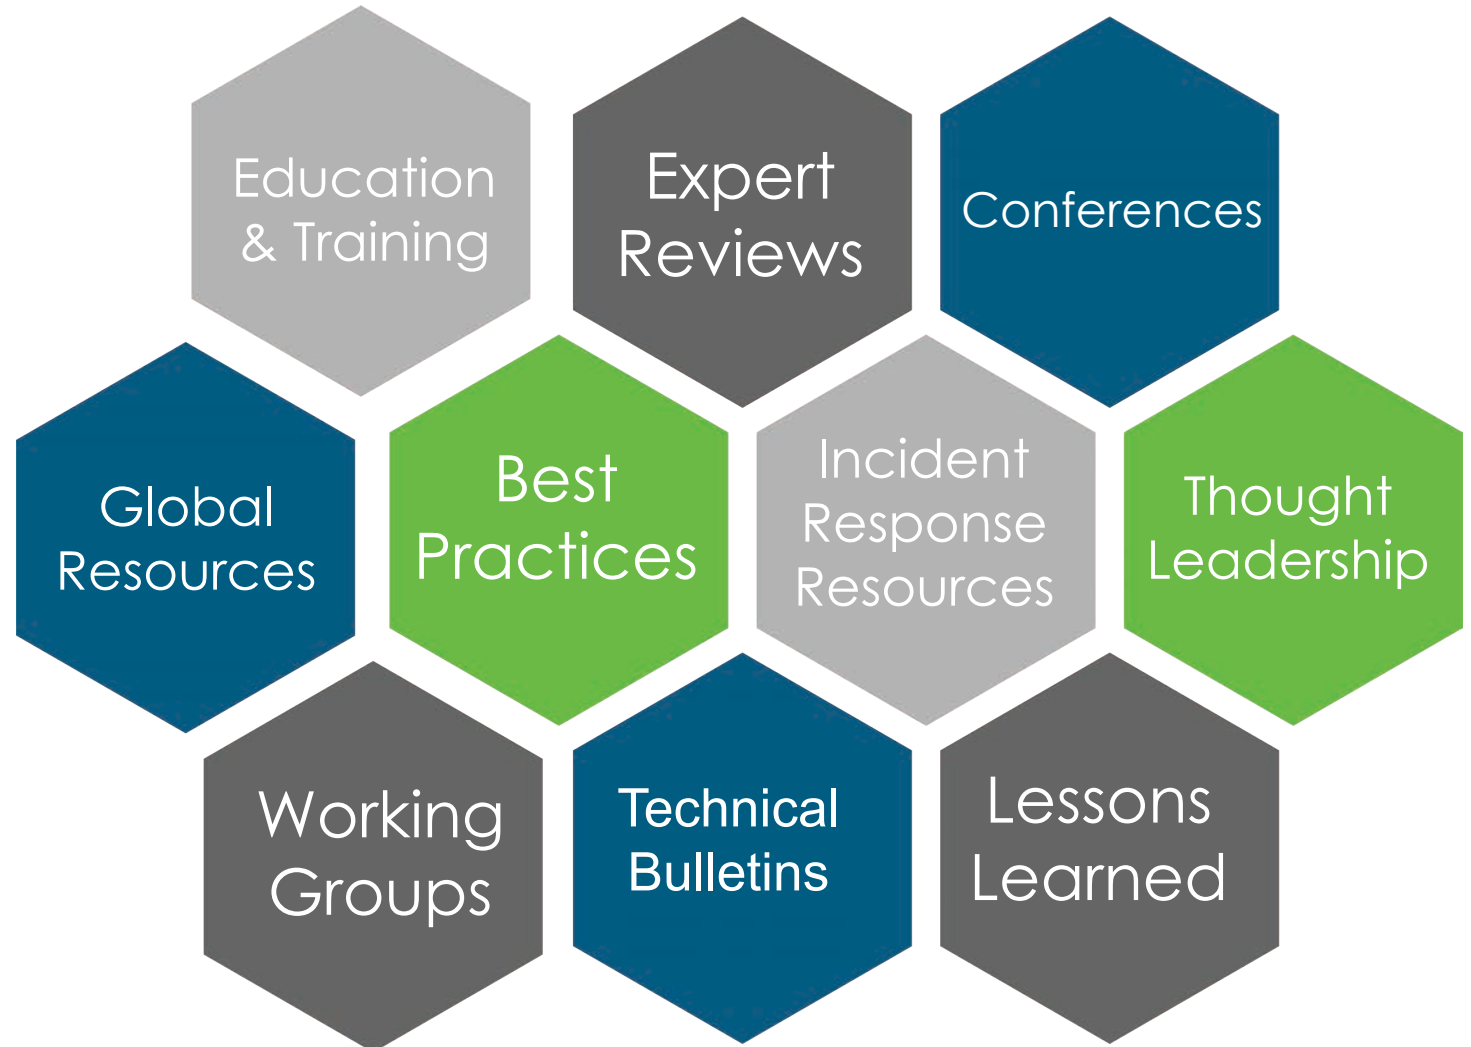 Education
& Training
Expert
Reviews
Conferences
Global
Resources
Best
Practices
Incident
Response
Resources
Thought
Leadership
Working
Groups
Technical
Bulletins
Lessons
Learned